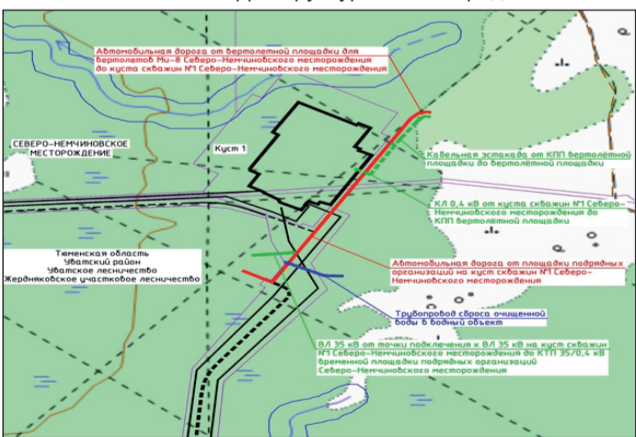 Автомобильная дорога от вертолетной площадки для
вертолетов Ми-8 Северо-Немчиновского месторождения
до куста скважин №1 Северо-Немчиновского месторождения
СЕВЕРО-НЕМЧИНОВСКОЕ
МЕСТОРОЖДЕНИЕ
Куст 1
Кабельная эстакада от КПП вертолётной
площадки до вертолетной площадки
КЛ 0,4 кВ от куста скважин №1 Северо-
Немчиновского месторождения до
КПП вертолётной площадки
Тюменская область
Уватский район
Уватское лесничество
Жердняковское участковое лесничество
Автомобильная дорога от площадки подрядных
организаций на куст скважин №1 Северо-
Немчиновского месторождения
Трубопровод сброса очищенной
воды в водный объект
ВЛ 35 кВ от точки подключения к ВЛ 35 кВ на куст скважин
№1 Северо-Немчиновского месторождения до КТП 35/0,4 кВ
временной площадки подрядных организаций
Северо-Немчиновского месторождения